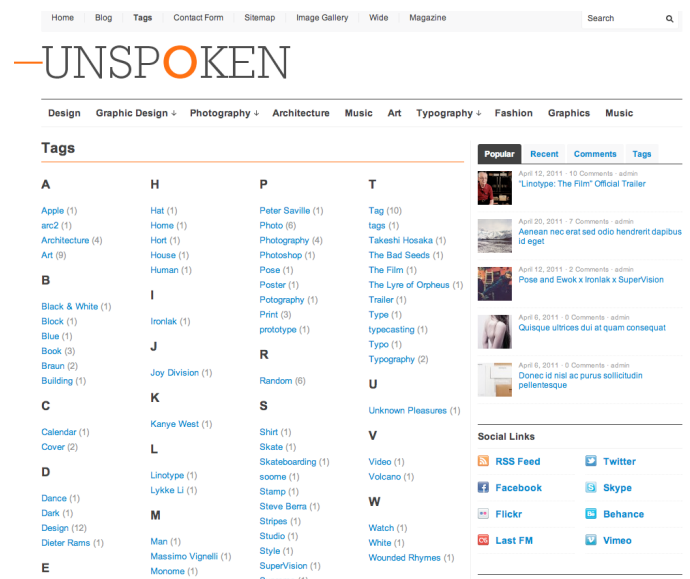 Home Blog Tags Contact Form Sitemap Image Gallery Wide Magazine Search
UNSPOKEN
Design Graphic Design ↓ Photography ↓ Architecture Music Art Typography ↓ Fashion Graphics Music
Tags
A
Apple (1)
arc2 (1)
Architecture (4)
Art (9)
B
Black & White (1)
Block (1)
Blue (1)
Book (3)
Braun (2)
Building (1)
C
Calendar (1)
Cover (2)
D
Dance (1)
Dark (1)
Design (12)
Dieter Rams (1)
E
H
Hat (1)
Home (1)
Hort (1)
House (1)
Human (1)
I
Ironlak (1)
J
Joy Division (1)
K
Kanye West (1)
L
Linotype (1)
Lykke Li (1)
M
Man (1)
Massimo Vignelli (1)
Monome (1)
P
Peter Saville (1)
Photo (6)
Photography (4)
Photoshop (1)
Pose (1)
Poster (1)
Potography (1)
Print (3)
prototype (1)
R
Random (6)
S
Shirt (1)
Skate (1)
Skateboarding (1)
soome (1)
Stamp (1)
Steve Berra (1)
Stripes (1)
Studio (1)
Style (1)
SuperVision (1)
T
Tag (10)
tags (1)
Takeshi Hosaka (1)
The Bad Seeds (1)
The Film (1)
The Lyre of Orpheus (1)
Trailer (1)
Type (1)
typecasting (1)
Typo (1)
Typography (2)
U
Unknown Pleasures (1)
V
Video (1)
Volcano (1)
W
Watch (1)
White (1)
Wounded Rhymes (1)
Popular Recent Comments Tags
April 12, 2011 · 10 Comments · admin
"Linotype: The Film" Official Trailer
April 20, 2011 · 7 Comments · admin
Aenean nec erat sed odio hendrerit dapibus
id eget
April 12, 2011 · 2 Comments · admin
Pose and Ewok x Ironlak x SuperVision
April 6, 2011 · 0 Comments · admin
Quisque ultrices dui at quam consequat
April 6, 2011 · 0 Comments · admin
Donec id nisl ac purus sollicitudin
pellentesque
Social Links
RSS Feed Twitter
Facebook Skype
Flickr Behance
Last FM Vimeo